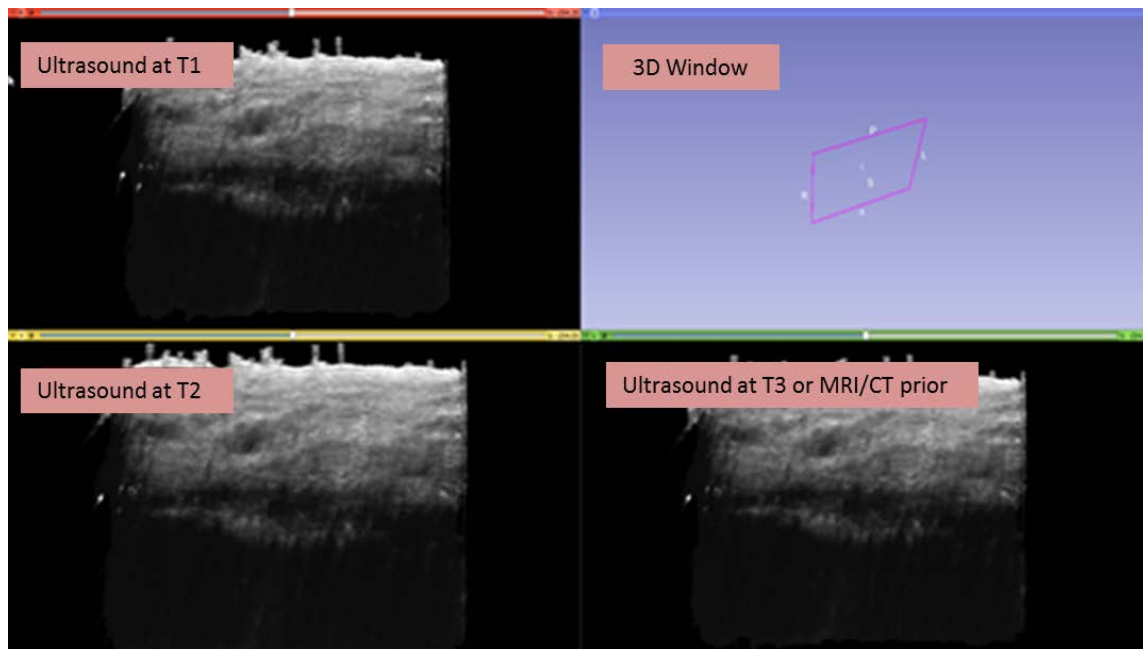 Ultrasound at T1
3D Window
P
L
R
S
A
Ultrasound at T2
Ultrasound at T3 or MRI/CT prior